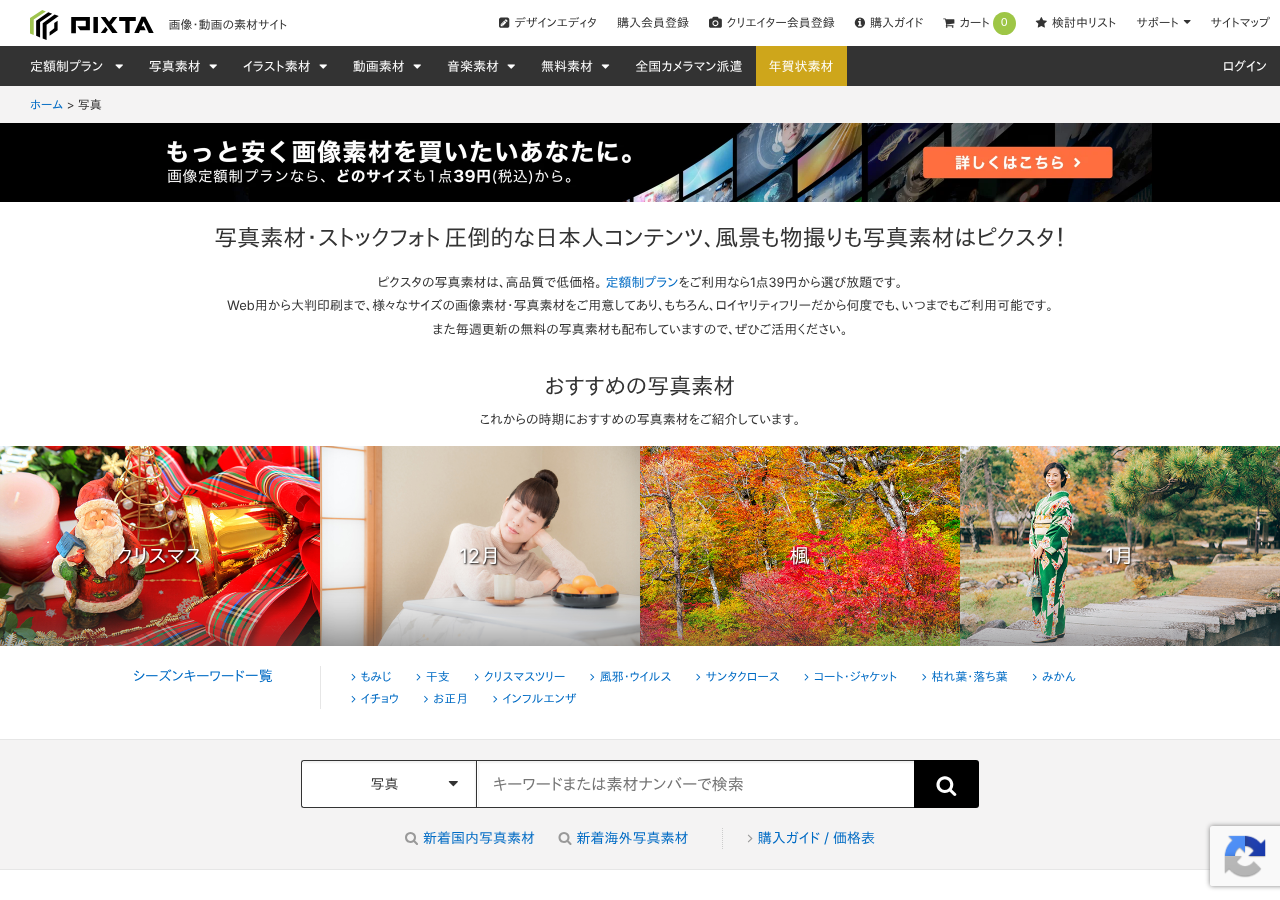 PIXTA 画像・動画の素材サイト デザインエディタ 購入会員登録 クリエイター会員登録 購入ガイド カート 0 検討中リスト サポート サイトマップ
定額制プラン 写真素材 イラスト素材 動画素材 音楽素材 無料素材 全国カメラマン派遣 年賀状素材 ログイン
ホーム > 写真
もっと安く画像素材を買いたいあなたに。
画像定額制プランなら、どのサイズも1点39円(税込)から。
詳しくはこちら
写真素材・ストックフォト 圧倒的な日本人コンテンツ、風景も物撮りも写真素材はピクスタ！
ピクスタの写真素材は、高品質で低価格。定額制プランをご利用なら1点39円から選び放題です。
Web用から大判印刷まで、様々なサイズの画像素材・写真素材をご用意してあり、もちろん、ロイヤリティフリーだから何度でも、いつまでもご利用可能です。
また毎週更新の無料の写真素材も配布していますので、ぜひご活用ください。
おすすめの写真素材
これからの時期におすすめの写真素材をご紹介しています。
クリスマス 12月 楓 1月
シーズンキーワード一覧 もみじ 干支 クリスマスツリー 風邪・ウイルス サンタクロース コート・ジャケット 枯れ葉・落ち葉 みかん
イチョウ お正月 インフルエンザ
写真 キーワードまたは素材ナンバーで検索
新着国内写真素材 新着海外写真素材 購入ガイド / 価格表